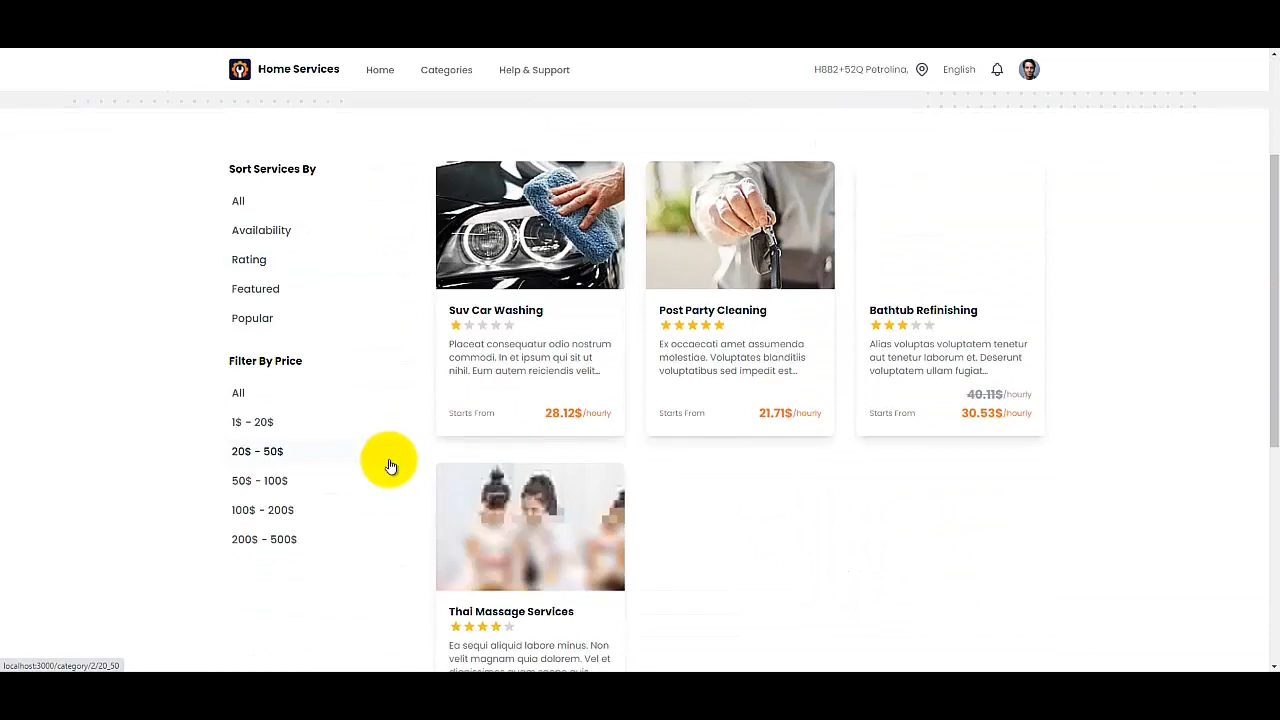 Home Services
Home
Categories
Help & Support
H882+52Q Petrolina,
English
Sort Services By
All
Availability
Rating
Featured
Popular
Filter By Price
All
1$ - 20$
20$ - 50$
50$ - 100$
100$ - 200$
200$ - 500$
Suv Car Washing
Placeat consequatur odio nostrum
commodi. In et ipsum qui sit ut
nihil. Eum autem reiciendis velit...
Starts From 28.12$/hourly
Post Party Cleaning
Ex occaecati amet assumenda
molestiae. Voluptates blanditiis
voluptatibus sed impedit est...
Starts From 21.71$/hourly
Bathtub Refinishing
Alias voluptas voluptatem tenetur
aut tenetur laborum et. Deserunt
voluptatem ullam fugiat...
40.11$/hourly
Starts From 30.53$/hourly
Thai Massage Services
Ea sequi aliquid labore minus. Non
velit magnam quia dolorem. Vel et
localhost:3000/category/2/20_50